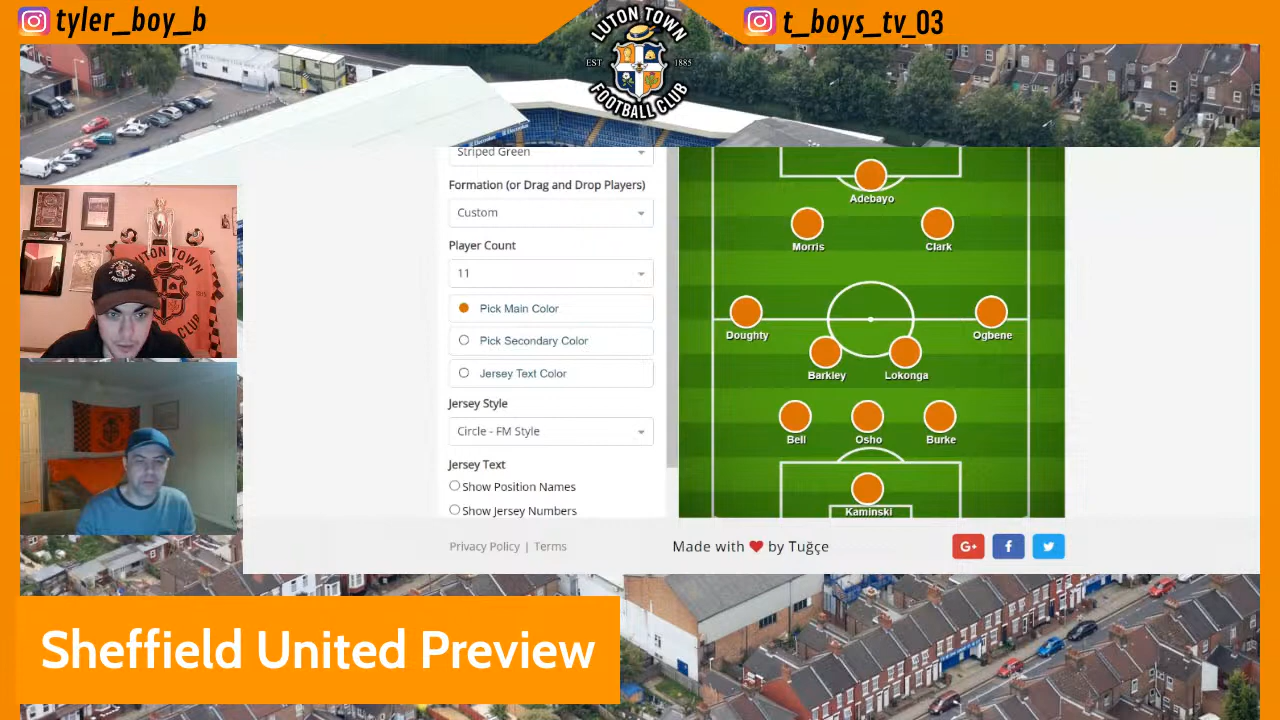 tyler_boy_b
t_boys_tv_03
LUTON TOWN
EST 1885
FOOTBALL CLUB
Striped Green
Formation (or Drag and Drop Players)
Custom
Player Count
11
Pick Main Color
Pick Secondary Color
Jersey Text Color
Jersey Style
Circle - FM Style
Jersey Text
Show Position Names
Show Jersey Numbers
Adebayo
Morris
Clark
Doughty
Ogbene
Barkley
Lokonga
Bell
Osho
Burke
Kaminski
Privacy Policy | Terms
Made with ❤ by Tuğçe
G+
f
LUTON TOWN
CLUB
Sheffield United Preview